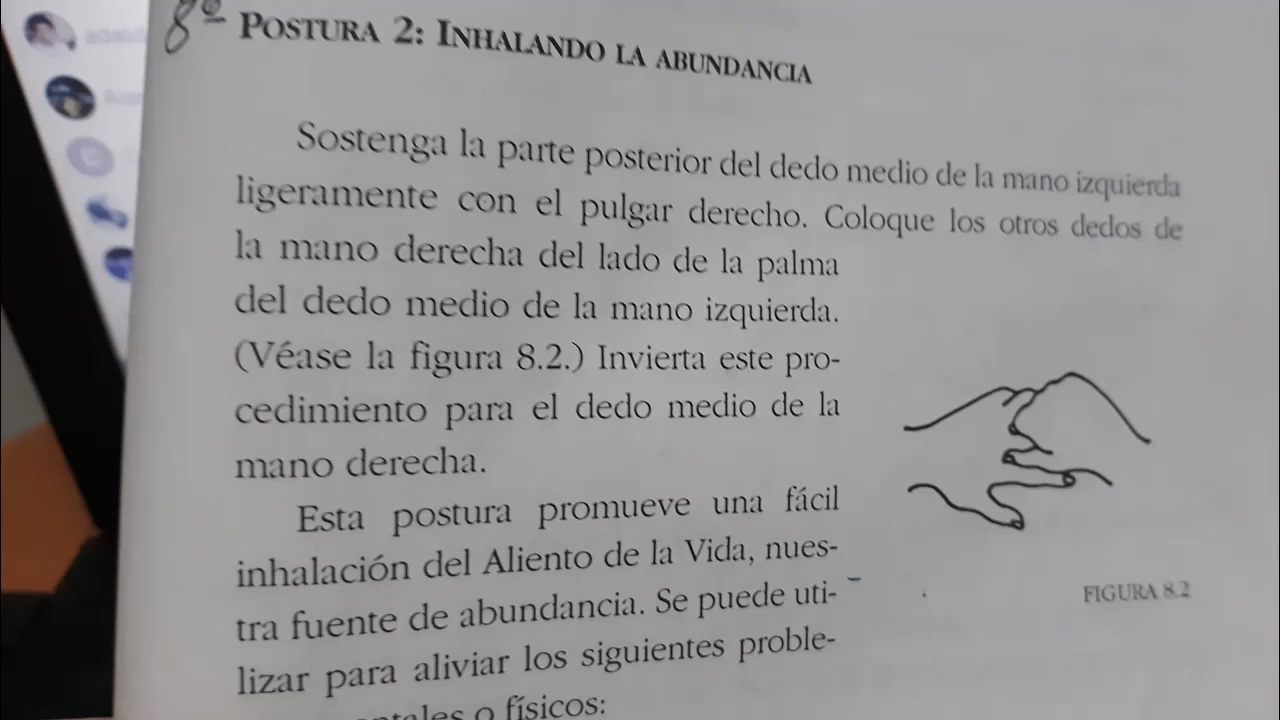 8º POSTURA 2: INHALANDO LA ABUNDANCIA
Sostenga la parte posterior del dedo medio de la mano izquierda
ligeramente con el pulgar derecho. Coloque los otros dedos de
la mano derecha del lado de la palma
del dedo medio de la mano izquierda.
(Véase la figura 8.2.) Invierta este pro-
cedimiento para el dedo medio de la
mano derecha.
Esta postura promueve una fácil
inhalación del Aliento de la Vida, nues-
tra fuente de abundancia. Se puede uti-
lizar para aliviar los siguientes proble-
o físicos:
FIGURA 8.2